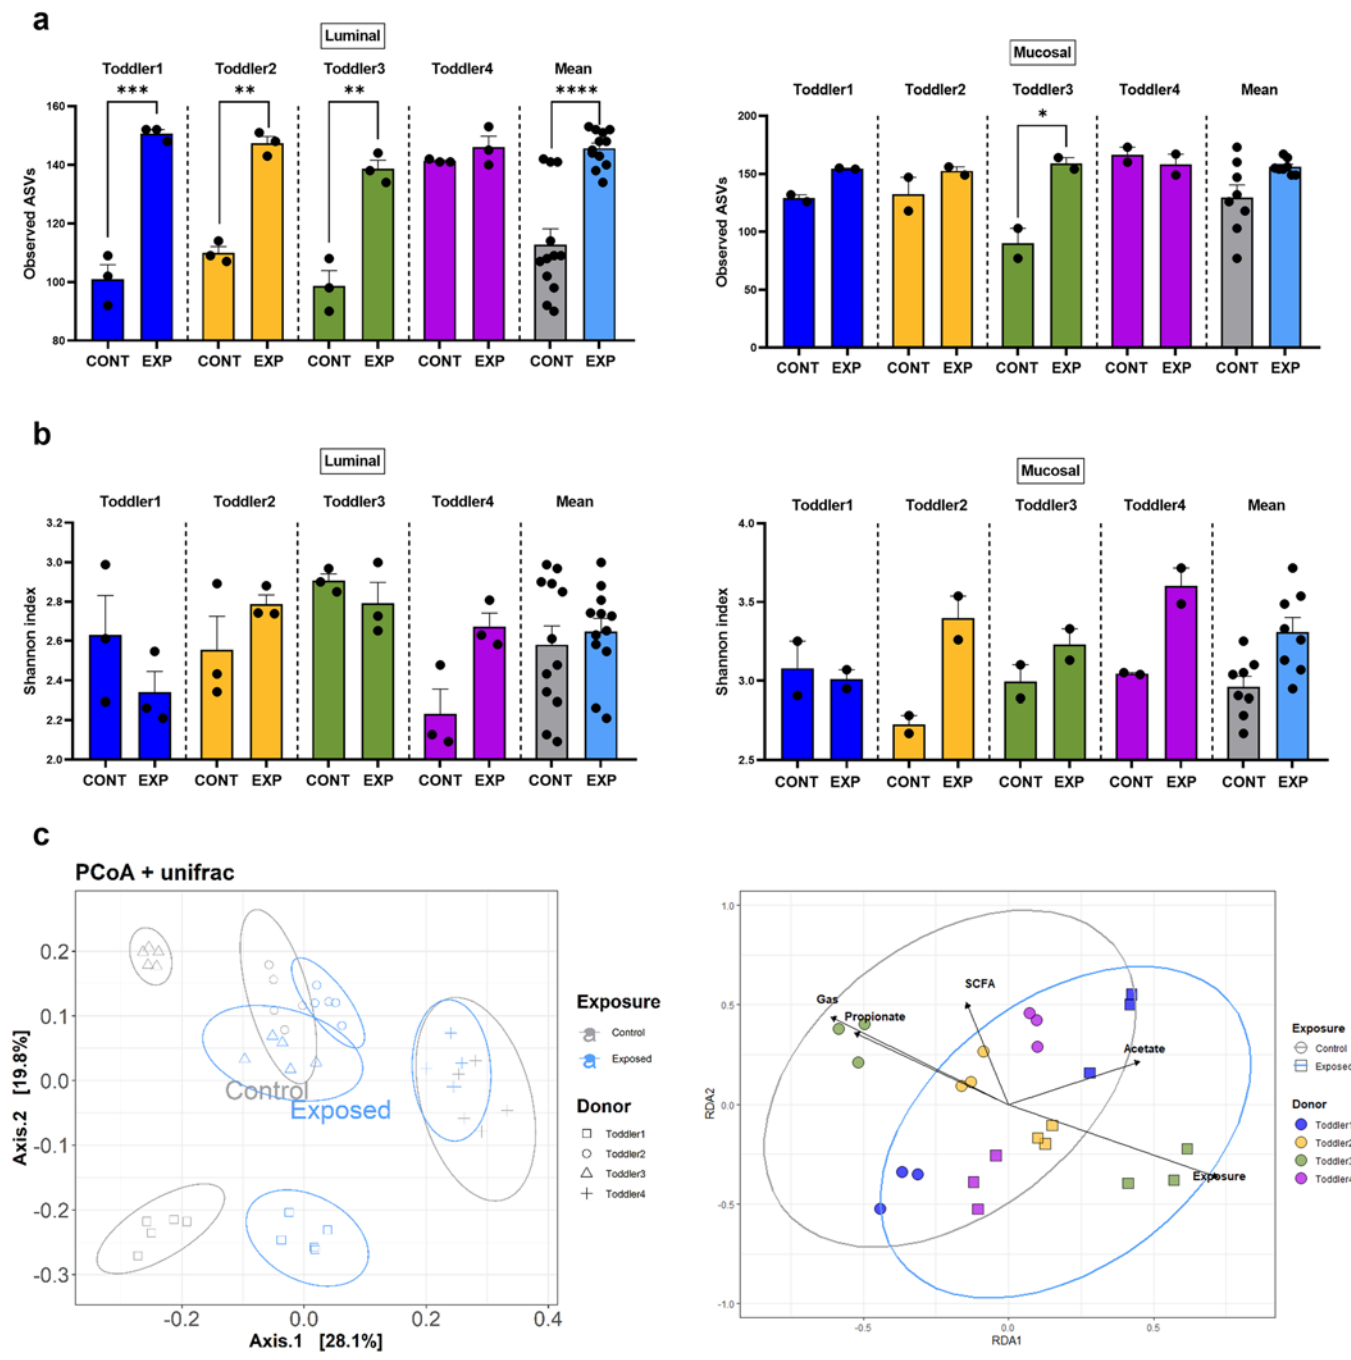 a
Luminal
Toddler1 Toddler2 Toddler3 Toddler4 Mean
*** ** ** ****
Observed ASVs
160
140
120
100
80
CONT EXP CONT EXP CONT EXP CONT EXP CONT EXP
Mucosal
Toddler1 Toddler2 Toddler3 Toddler4 Mean
*
Observed ASVs
200
150
100
50
0
CONT EXP CONT EXP CONT EXP CONT EXP CONT EXP
b
Luminal
Toddler1 Toddler2 Toddler3 Toddler4 Mean
Shannon index
3.2
3.0
2.8
2.6
2.4
2.2
2.0
CONT EXP CONT EXP CONT EXP CONT EXP CONT EXP
Mucosal
Toddler1 Toddler2 Toddler3 Toddler4 Mean
Shannon index
4.0
3.5
3.0
2.5
CONT EXP CONT EXP CONT EXP CONT EXP CONT EXP
c
PCoA + unifrac
Axis.2 [19.8%]
0.2
0.1
0.0
-0.1
-0.2
-0.3
Control
Exposed
-0.2 0.0 0.2 0.4
Axis.1 [28.1%]
Exposure
a Control
a Exposed
Donor
Toddler1
Toddler2
Toddler3
Toddler4
RDA2
1.0
0.5
0.0
-0.5
-1.0
SCFA
Gas
Propionate
Acetate
Exposure
-0.5 0.0 0.5
RDA1
Exposure
Control
Exposed
Donor
Toddler1
Toddler2
Toddler3
Toddler4